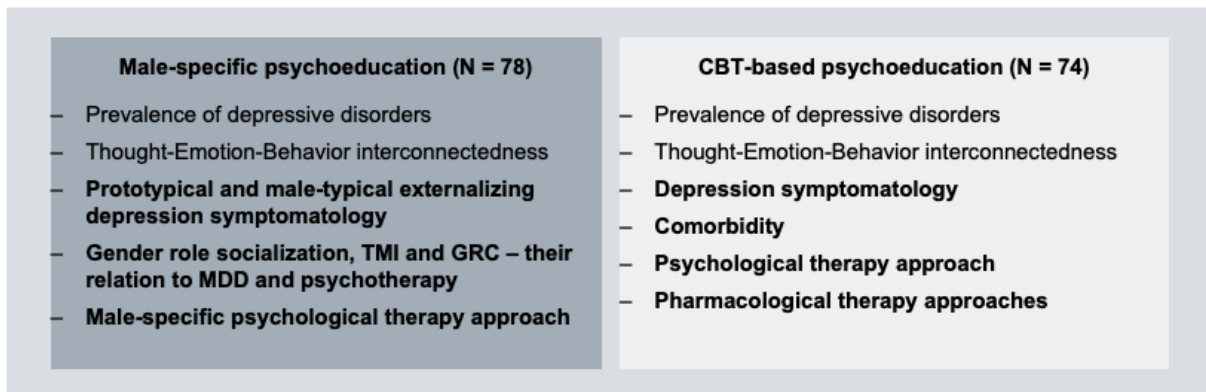 Male-specific psychoeducation (N = 78)
– Prevalence of depressive disorders
– Thought-Emotion-Behavior interconnectedness
– Prototypical and male-typical externalizing
depression symptomatology
– Gender role socialization, TMI and GRC – their
relation to MDD and psychotherapy
– Male-specific psychological therapy approach
CBT-based psychoeducation (N = 74)
– Prevalence of depressive disorders
– Thought-Emotion-Behavior interconnectedness
– Depression symptomatology
– Comorbidity
– Psychological therapy approach
– Pharmacological therapy approaches